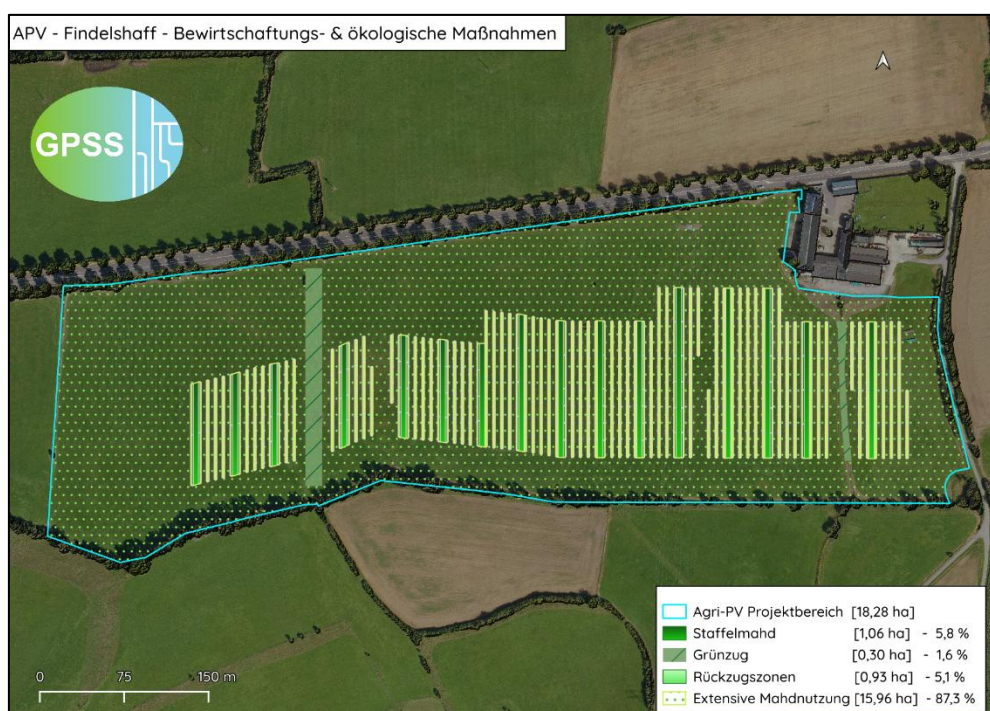 APV - Findelshaff - Bewirtschaftungs- & ökologische Maßnahmen
GPSS
Agri-PV Projektbereich [18,28 ha]
Staffelmahd [1,06 ha] - 5,8 %
Grünzug [0,30 ha] - 1,6 %
Rückzugszonen [0,93 ha] - 5,1 %
Extensive Mahdnutzung [15,96 ha] - 87,3 %
0 75 150 m